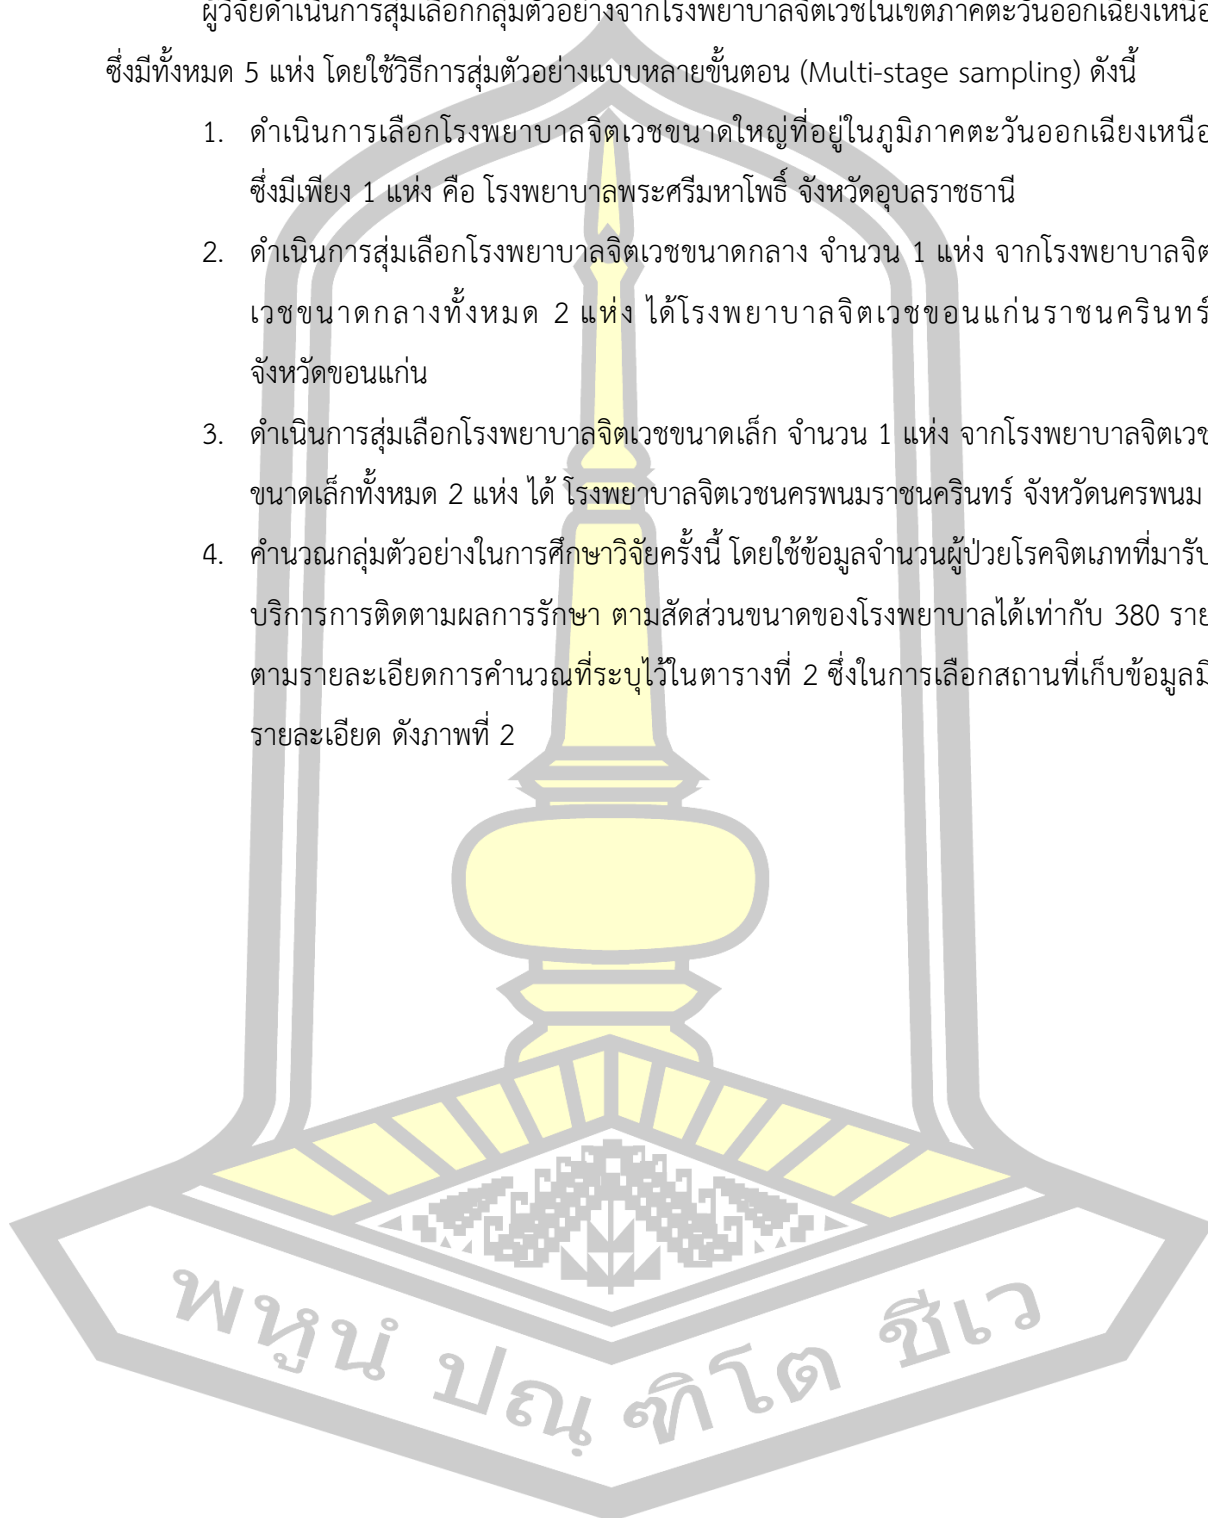 ผู้วิจัยดำเนินการสุ่มเลือกกลุ่มตัวอย่างจากโรงพยาบาลจิตเวชในเขตภาคตะวันออกเฉียงเหนือ
ซึ่งมีทั้งหมด 5 แห่ง โดยใช้วิธีการสุ่มตัวอย่างแบบหลายขั้นตอน (Multi-stage sampling) ดังนี้
1. ดำเนินการเลือกโรงพยาบาลจิตเวชขนาดใหญ่ที่อยู่ในภูมิภาคตะวันออกเฉียงเหนือ
ซึ่งมีเพียง 1 แห่ง คือ โรงพยาบาลพระศรีมหาโพธิ์ จังหวัดอุบลราชธานี
2. ดำเนินการสุ่มเลือกโรงพยาบาลจิตเวชขนาดกลาง จำนวน 1 แห่ง จากโรงพยาบาลจิต
เวชขนาดกลางทั้งหมด 2 แห่ง ได้โรงพยาบาลจิตเวชขอนแก่นราชนครินทร์
จังหวัดขอนแก่น
3. ดำเนินการสุ่มเลือกโรงพยาบาลจิตเวชขนาดเล็ก จำนวน 1 แห่ง จากโรงพยาบาลจิตเวช
ขนาดเล็กทั้งหมด 2 แห่ง ได้ โรงพยาบาลจิตเวชนครพนมราชนครินทร์ จังหวัดนครพนม
4. คำนวณกลุ่มตัวอย่างในการศึกษาวิจัยครั้งนี้ โดยใช้ข้อมูลจำนวนผู้ป่วยโรคจิตเภทที่มารับ
บริการการติดตามผลการรักษา ตามสัดส่วนขนาดของโรงพยาบาลได้เท่ากับ 380 ราย
ตามรายละเอียดการคำนวณที่ระบุไว้ในตารางที่ 2 ซึ่งในการเลือกสถานที่เก็บข้อมูลมี
รายละเอียด ดังภาพที่ 2
พหูนํ ปณฺฑิโต ชีเว